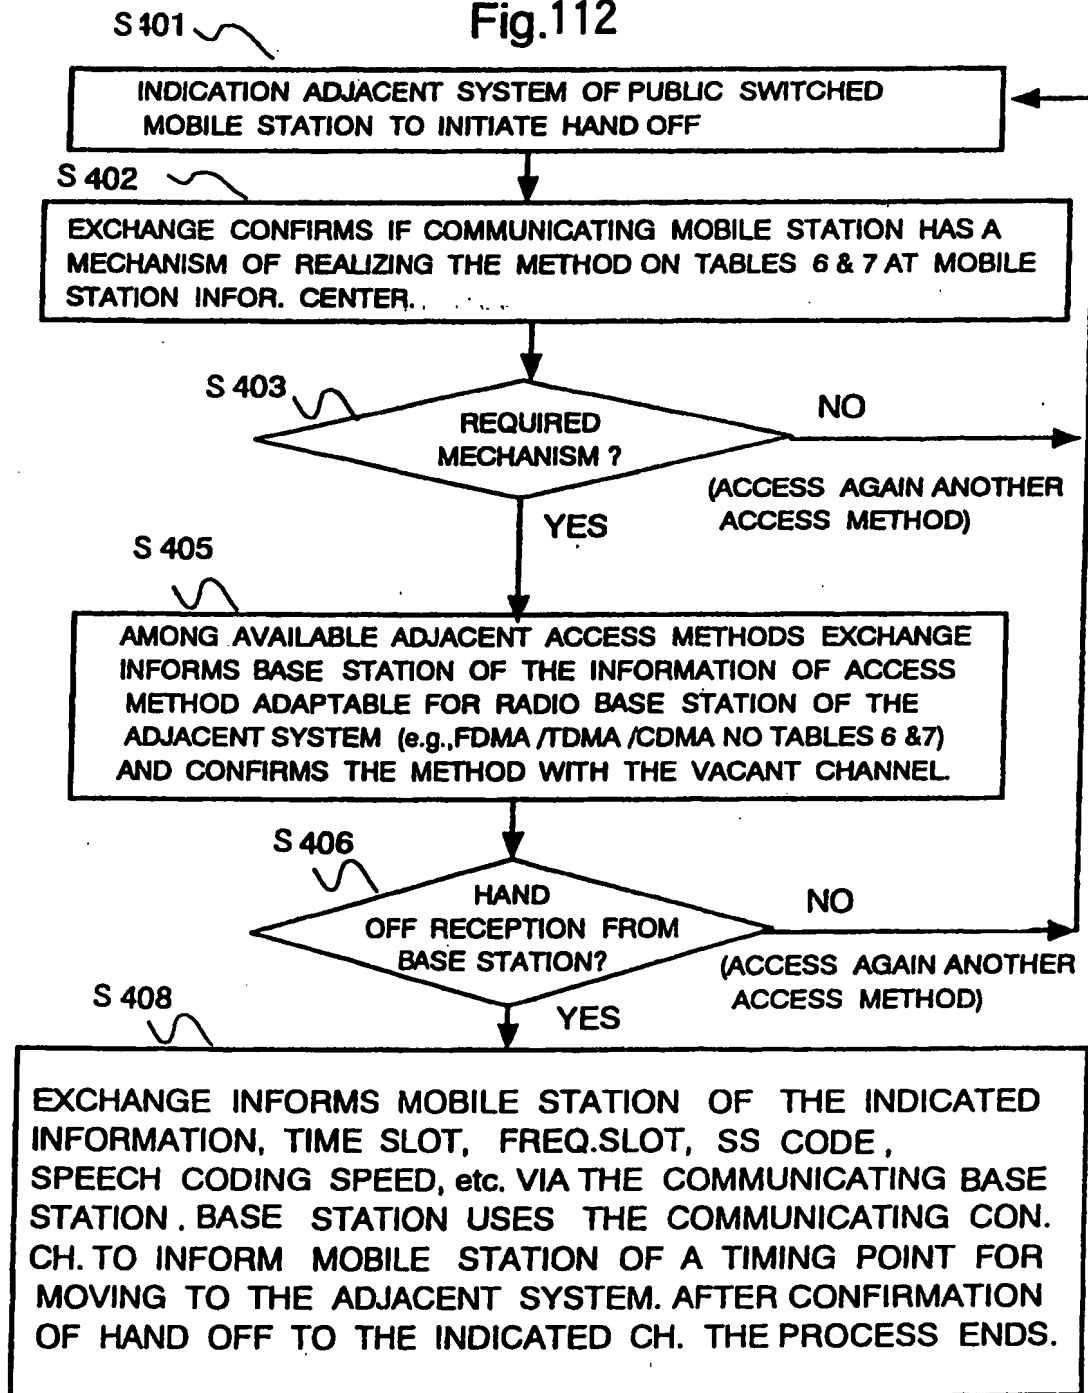 Fig.112
S 401
INDICATION ADJACENT SYSTEM OF PUBLIC SWITCHED
MOBILE STATION TO INITIATE HAND OFF
S 402
EXCHANGE CONFIRMS IF COMMUNICATING MOBILE STATION HAS A
MECHANISM OF REALIZING THE METHOD ON TABLES 6 & 7 AT MOBILE
STATION INFOR. CENTER.
S 403
REQUIRED
MECHANISM ?
NO
(ACCESS AGAIN ANOTHER
ACCESS METHOD)
YES
S 405
AMONG AVAILABLE ADJACENT ACCESS METHODS EXCHANGE
INFORMS BASE STATION OF THE INFORMATION OF ACCESS
METHOD ADAPTABLE FOR RADIO BASE STATION OF THE
ADJACENT SYSTEM (e.g.,FDMA /TDMA /CDMA NO TABLES 6 &7)
AND CONFIRMS THE METHOD WITH THE VACANT CHANNEL.
S 406
HAND
OFF RECEPTION FROM
BASE STATION?
NO
(ACCESS AGAIN ANOTHER
ACCESS METHOD)
YES
S 408
EXCHANGE INFORMS MOBILE STATION OF THE INDICATED
INFORMATION, TIME SLOT, FREQ.SLOT, SS CODE,
SPEECH CODING SPEED, etc. VIA THE COMMUNICATING BASE
STATION. BASE STATION USES THE COMMUNICATING CON.
CH. TO INFORM MOBILE STATION OF A TIMING POINT FOR
MOVING TO THE ADJACENT SYSTEM. AFTER CONFIRMATION
OF HAND OFF TO THE INDICATED CH. THE PROCESS ENDS.